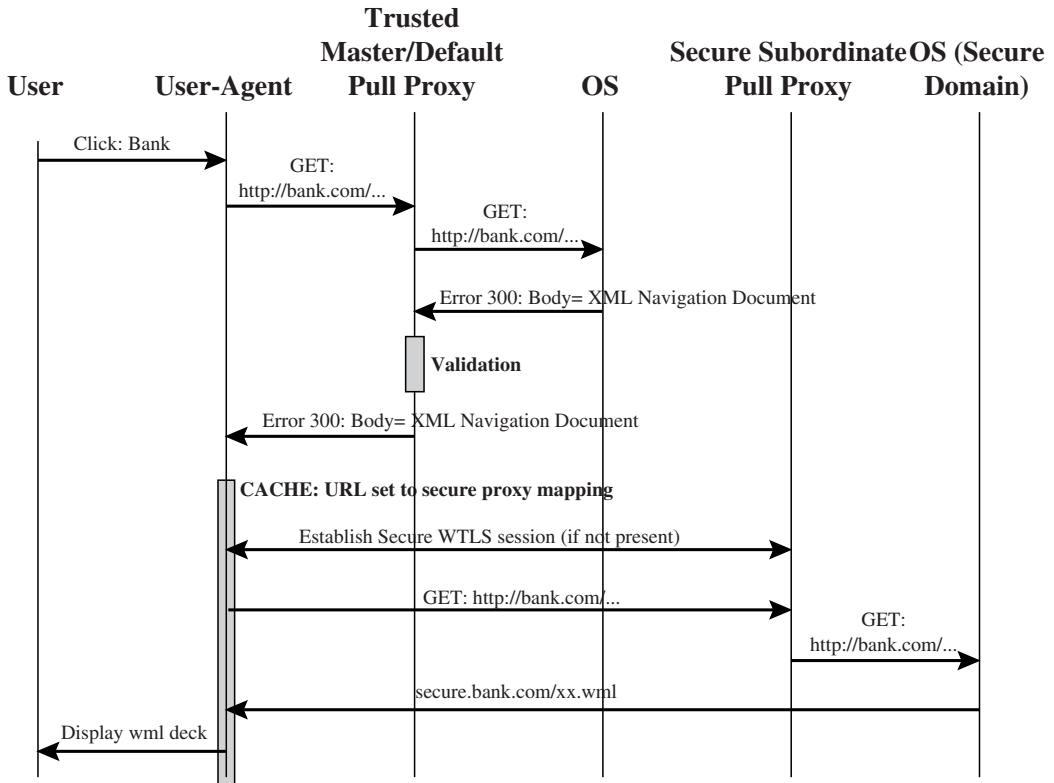 Trusted
Master/Default
Pull Proxy
Secure Subordinate
Pull Proxy
OS (Secure
Domain)
User
User-Agent
OS
Click: Bank
GET:
http://bank.com/...
GET:
http://bank.com/...
Error 300: Body= XML Navigation Document
Validation
Error 300: Body= XML Navigation Document
CACHE: URL set to secure proxy mapping
Establish Secure WTLS session (if not present)
GET: http://bank.com/...
GET:
http://bank.com/...
secure.bank.com/xx.wml
Display wml deck